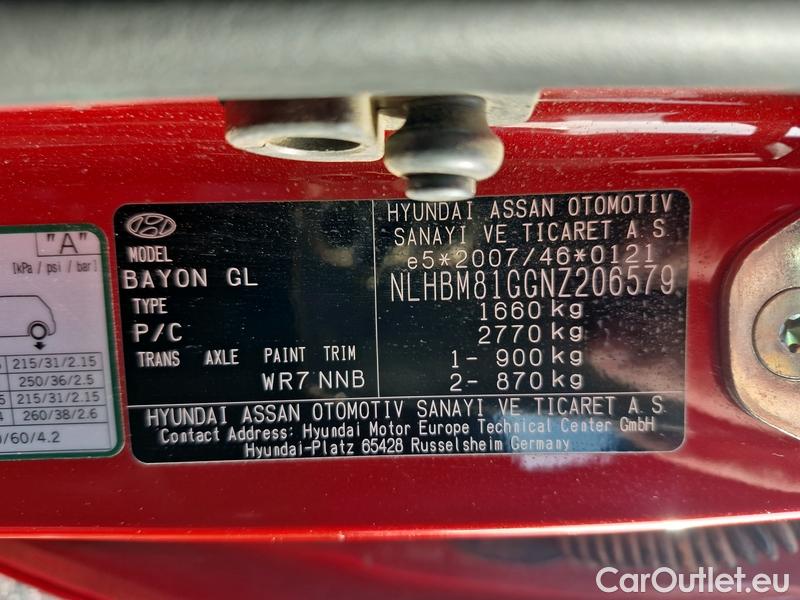 "A"
[kPa / psi / bar]
215/31/2.15
250/36/2.5
215/31/2.15
260/38/2.6
/60/4.2
MODEL
BAYON GL
TYPE
P/C
TRANS AXLE PAINT TRIM
WR7 NNB
HYUNDAI ASSAN OTOMOTIV
SANAYI VE TICARET A.S.
e5*2007/46*0121
NLHBM81GGNZ206579
1660 kg
2770 kg
1- 900 kg
2- 870 kg
HYUNDAI ASSAN OTOMOTIV SANAYI VE TICARET A.S.
Contact Address: Hyundai Motor Europe Technical Center GmbH
Hyundai-Platz 65428 Russelsheim Germany
CarOutlet.eu